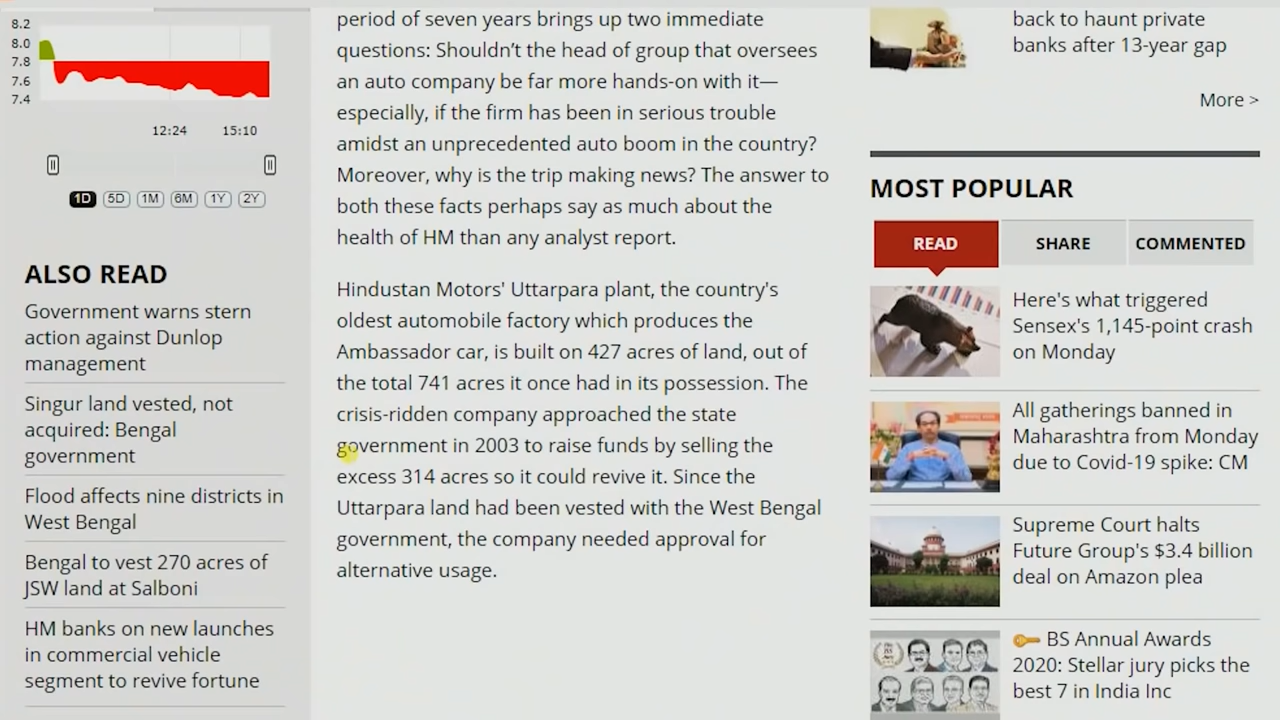 8.2
8.0
7.8
7.6
7.4
12:24 15:10
1D 5D 1M 6M 1Y 2Y
ALSO READ
Government warns stern
action against Dunlop
management
Singur land vested, not
acquired: Bengal
government
Flood affects nine districts in
West Bengal
Bengal to vest 270 acres of
JSW land at Salboni
HM banks on new launches
in commercial vehicle
segment to revive fortune
period of seven years brings up two immediate
questions: Shouldn’t the head of group that oversees
an auto company be far more hands-on with it—
especially, if the firm has been in serious trouble
amidst an unprecedented auto boom in the country?
Moreover, why is the trip making news? The answer to
both these facts perhaps say as much about the
health of HM than any analyst report.
Hindustan Motors' Uttarpara plant, the country's
oldest automobile factory which produces the
Ambassador car, is built on 427 acres of land, out of
the total 741 acres it once had in its possession. The
crisis-ridden company approached the state
government in 2003 to raise funds by selling the
excess 314 acres so it could revive it. Since the
Uttarpara land had been vested with the West Bengal
government, the company needed approval for
alternative usage.
back to haunt private
banks after 13-year gap
More >
MOST POPULAR
READ SHARE COMMENTED
Here's what triggered
Sensex's 1,145-point crash
on Monday
All gatherings banned in
Maharashtra from Monday
due to Covid-19 spike: CM
Supreme Court halts
Future Group's $3.4 billion
deal on Amazon plea
BS Annual Awards
2020: Stellar jury picks the
best 7 in India Inc